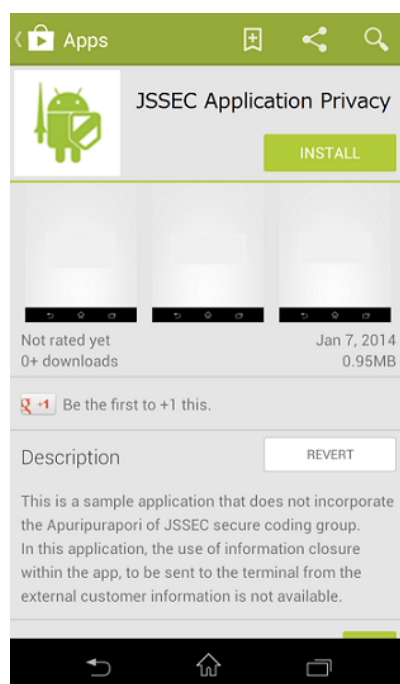 Apps
JSSEC Application Privacy
INSTALL
Not rated yet
Jan 7, 2014
0+ downloads
0.95MB
+1 Be the first to +1 this.
Description
REVERT
This is a sample application that does not incorporate
the Apuripurapori of JSSEC secure coding group.
In this application, the use of information closure
within the app, to be sent to the terminal from the
external customer information is not available.